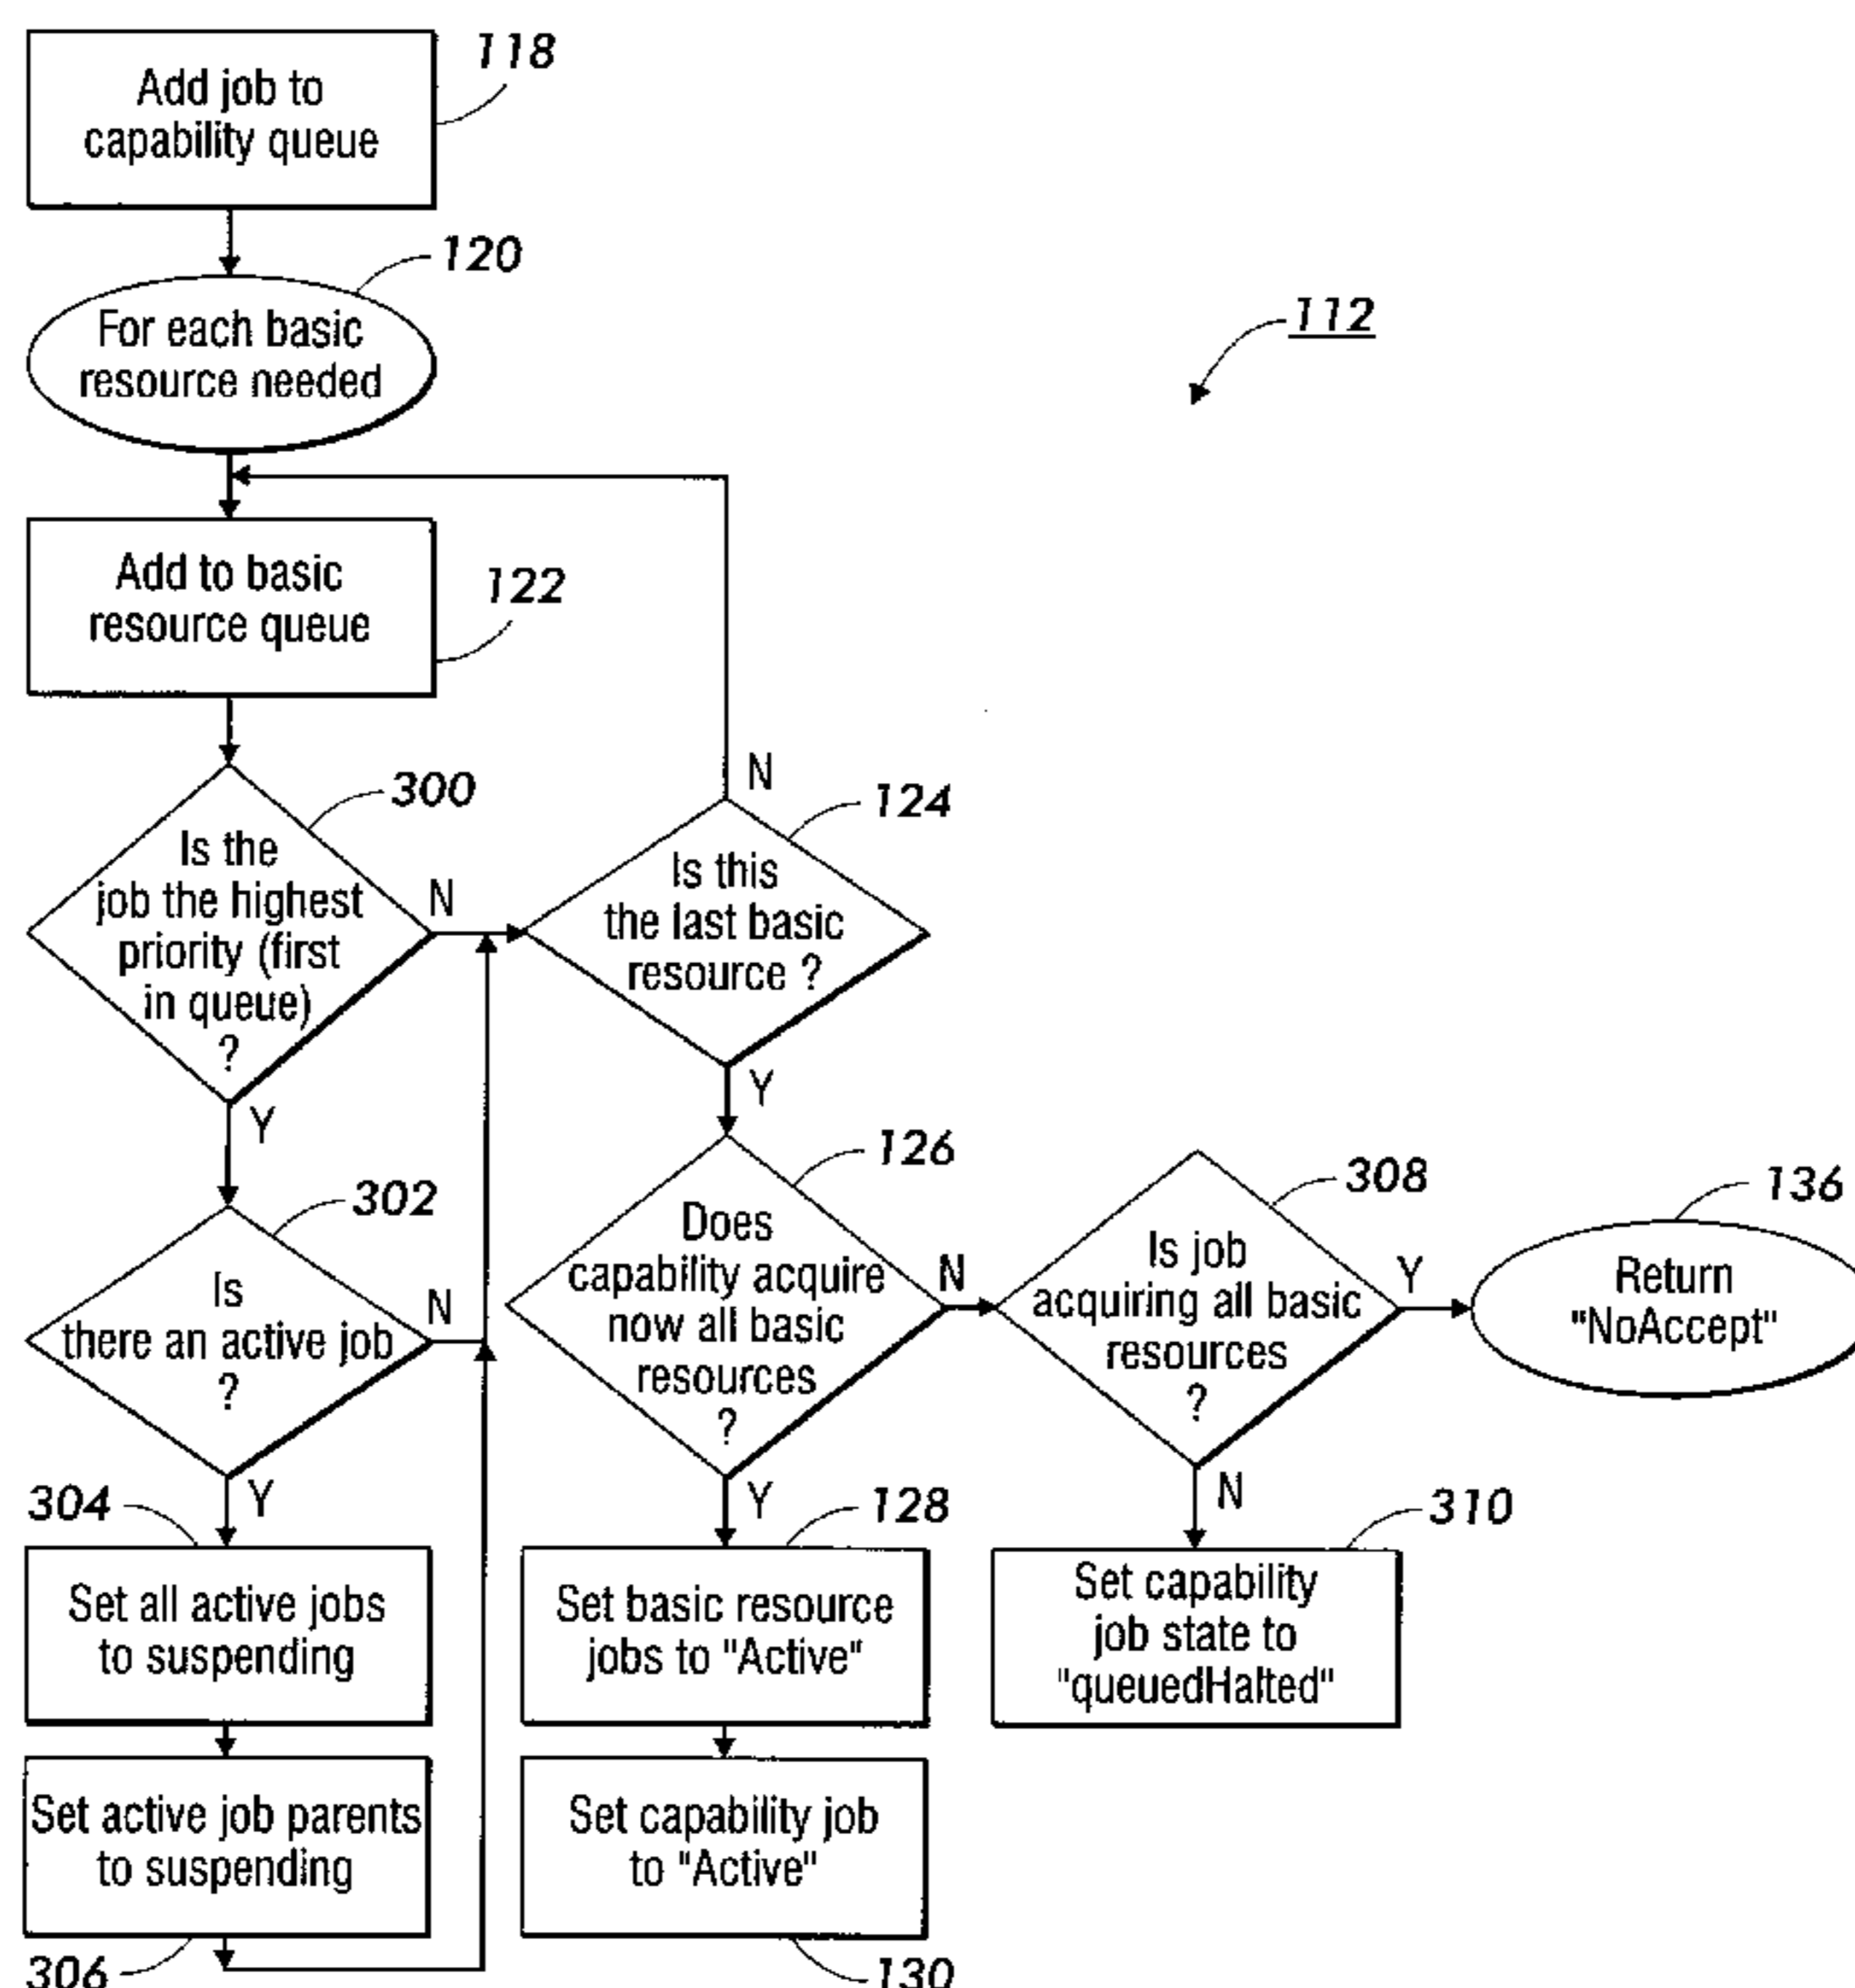 Add job to
capability queue
118
For each basic
resource needed
120
112
Add to basic
resource queue
122
Is the
job the highest
priority (first
in queue)
?
300
N
Y
Is this
the last basic
resource ?
124
N
Y
Is
there an active job
?
302
N
Y
Does
capability acquire
now all basic
resources
?
126
N
Y
Is job
acquiring all basic
resources
?
308
Y
N
Return
"NoAccept"
136
Set all active jobs
to suspending
304
Set basic resource
jobs to "Active"
128
Set capability
job state to
"queuedHalted"
310
Set active job parents
to suspending
306
Set capability job
to "Active"
130